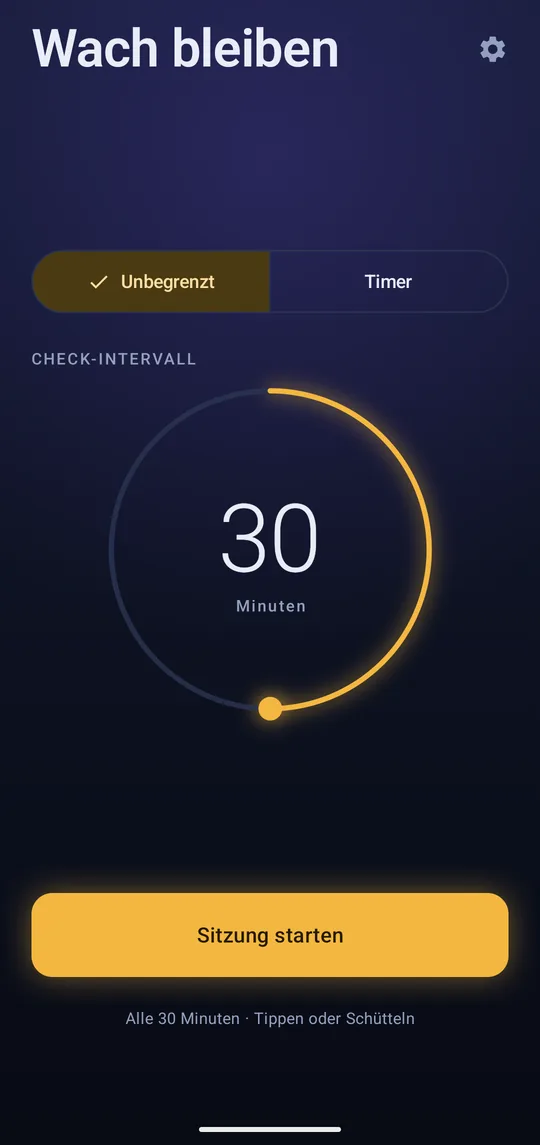 Wach bleiben
Unbegrenzt
Timer
CHECK-INTERVALL
30
Minuten
Sitzung starten
Alle 30 Minuten · Tippen oder Schütteln